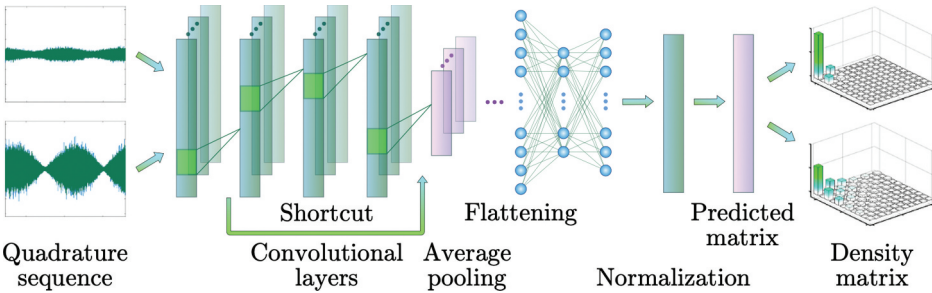 Shortcut
Flattening
Predicted
matrix
Quadrature
sequence
Convolutional
layers
Average
pooling
Normalization
Density
matrix